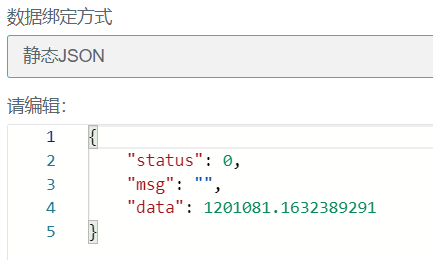 数据绑定方式
静态JSON
请编辑：
1 {
2 "status": 0,
3 "msg": "",
4 "data": 1201081.1632389291
5 }